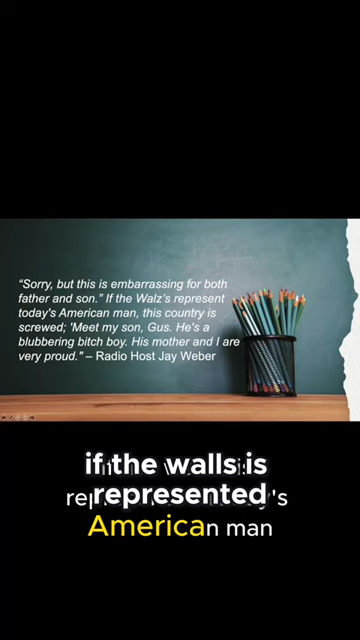 “Sorry, but this is embarrassing for both
father and son.” If the Walz’s represent
today's American man, this country is
screwed; 'Meet my son, Gus. He's a
blubbering bitch boy. His mother and I are
very proud." – Radio Host Jay Weber
if the walls is
represented
American man